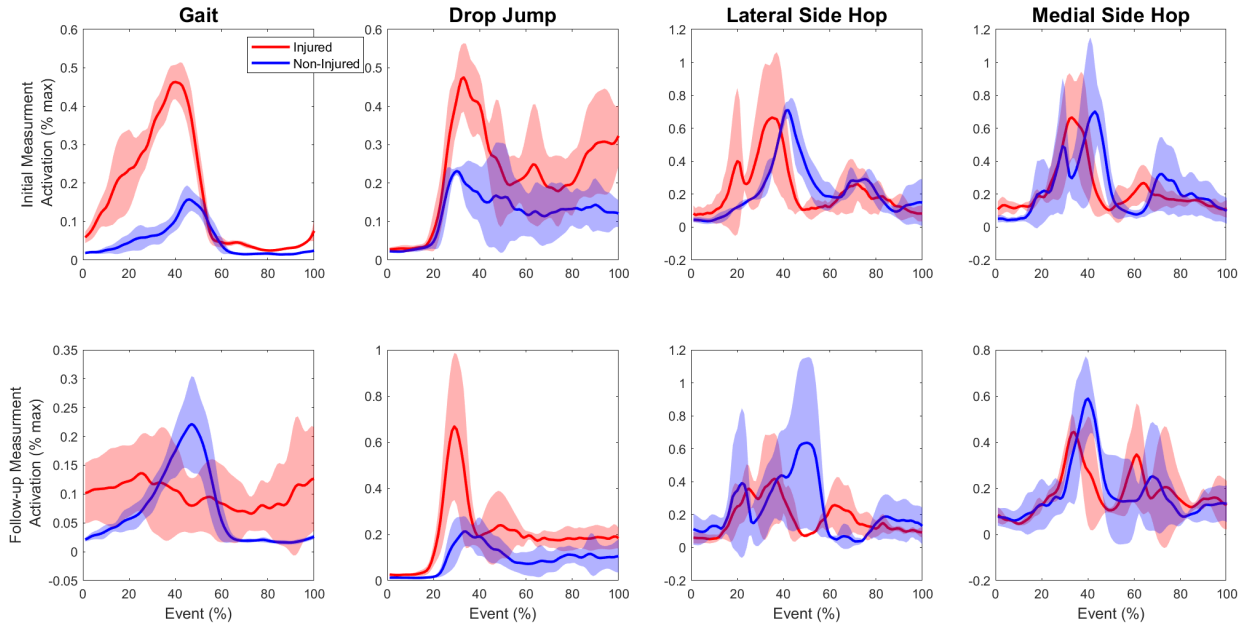 Gait
Drop Jump
Lateral Side Hop
Medial Side Hop
Initial Measurment
Activation (% max)
0.6
0.5
0.4
0.3
0.2
0.1
0
0 20 40 60 80 100
Injured
Non-Injured
0.6
0.5
0.4
0.3
0.2
0.1
0
0 20 40 60 80 100
1.2
1
0.8
0.6
0.4
0.2
0
-0.2
0 20 40 60 80 100
1.2
1
0.8
0.6
0.4
0.2
0
-0.2
0 20 40 60 80 100
Follow-up Measurment
Activation (% max)
0.35
0.3
0.25
0.2
0.15
0.1
0.05
0
-0.05
0 20 40 60 80 100
Event (%)
1
0.8
0.6
0.4
0.2
0
0 20 40 60 80 100
Event (%)
1.2
1
0.8
0.6
0.4
0.2
0
-0.2
0 20 40 60 80 100
Event (%)
0.8
0.6
0.4
0.2
0
-0.2
0 20 40 60 80 100
Event (%)